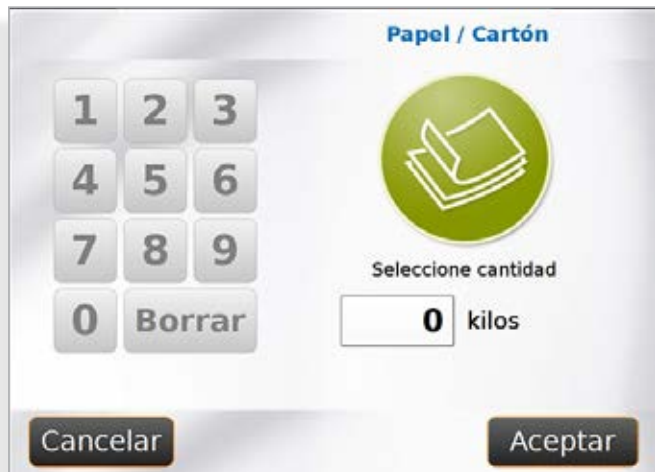 Papel / Cartón
1 2 3
4 5 6
7 8 9
0 Borrar
Seleccione cantidad
0 kilos
Cancelar
Aceptar